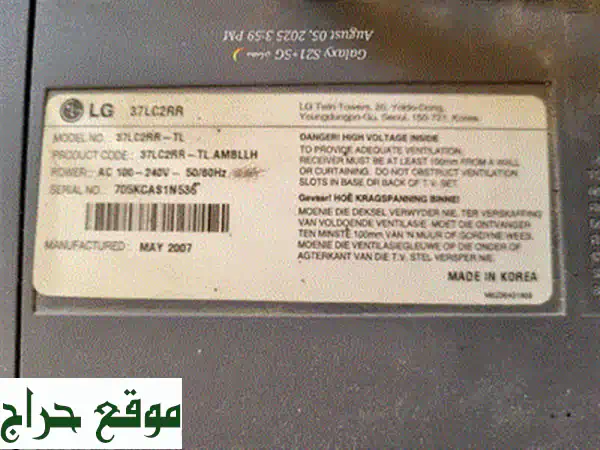 Galaxy S21+5G
August 05, 2025 3:59 PM
LG 37LC2RR
LG Twin Towers, 20, Yoido-Dong,
Youngdungpo-Gu, Seoul, 150-721, Korea
MODEL NO. : 37LC2RR-TL
PRODUCT CODE : 37LC2RR-TL.AMBLLH
POWER : AC 100-240V~ 50/60Hz
SERIAL NO. : 705KCAS1N536
MANUFACTURED : MAY 2007
DANGER! HIGH VOLTAGE INSIDE
TO PROVIDE ADEQUATE VENTILATION,
RECEIVER MUST BE AT LEAST 100mm FROM A WALL
OR CURTAINING. DO NOT OBSTRUCT VENTILATION
SLOTS IN BASE OR BACK OF T.V. SET.
Gevaar! HOË KRAGSPANNING BINNE!
MOENIE DIE DEKSEL VERWYDER NIE, TER VERSKAFFING
VAN VOLDOENDE VENTILASIE, MOET DIE ONTVANGER
TEN MINSTE 100mm VAN 'N MUUR OF GORDYNE WEES.
MOENIE DIE VENTILASIEGLEUWE OP DIE ONDER OF
AGTERKANT VAN DIE T.V. STEL VERSPER NIE.
MADE IN KOREA
موقع حراج